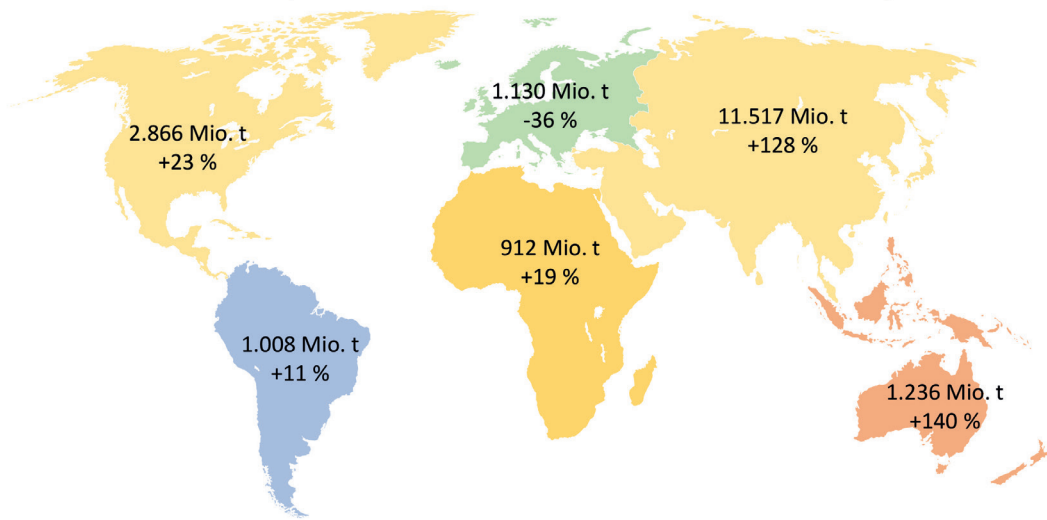 1.130 Mio. t
-36 %
2.866 Mio. t
+23 %
11.517 Mio. t
+128 %
912 Mio. t
+19 %
1.008 Mio. t
+11 %
1.236 Mio. t
+140 %